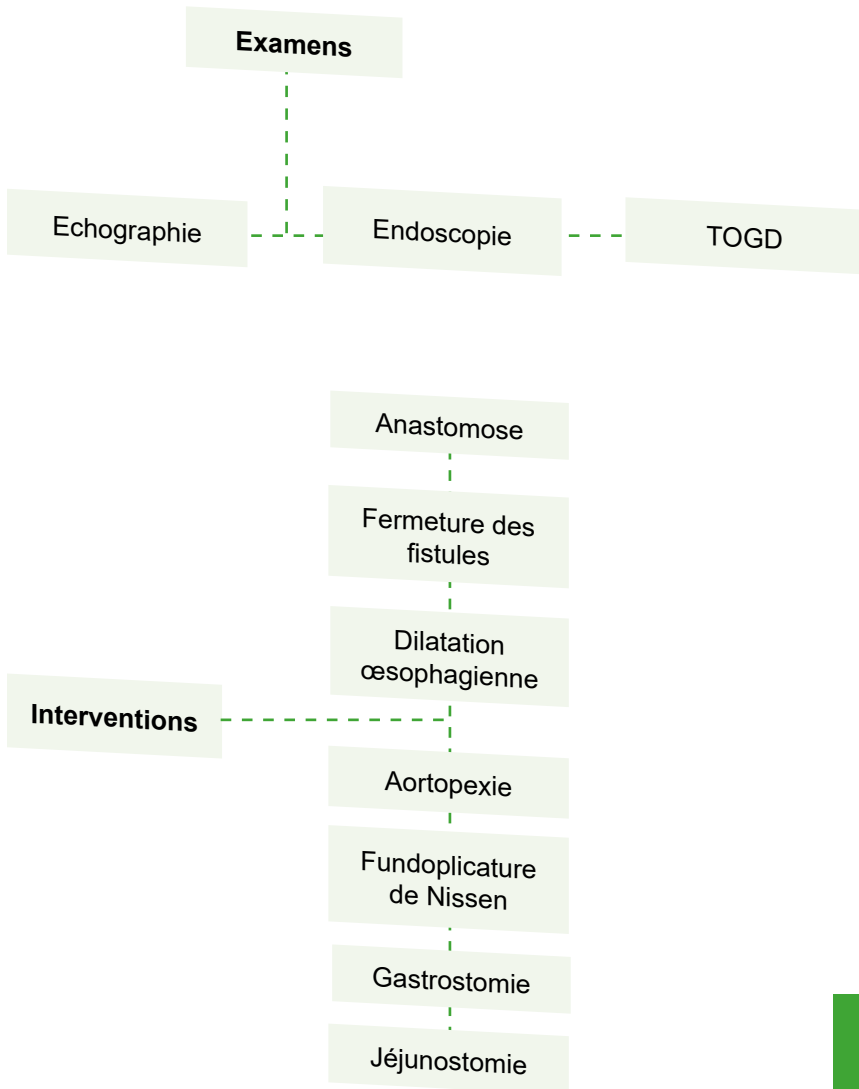 Examens
Echographie
Endoscopie
TOGD
Anastomose
Fermeture des
fistules
Dilatation
œsophagienne
Interventions
Aortopexie
Fundoplicature
de Nissen
Gastrostomie
Jéjunostomie